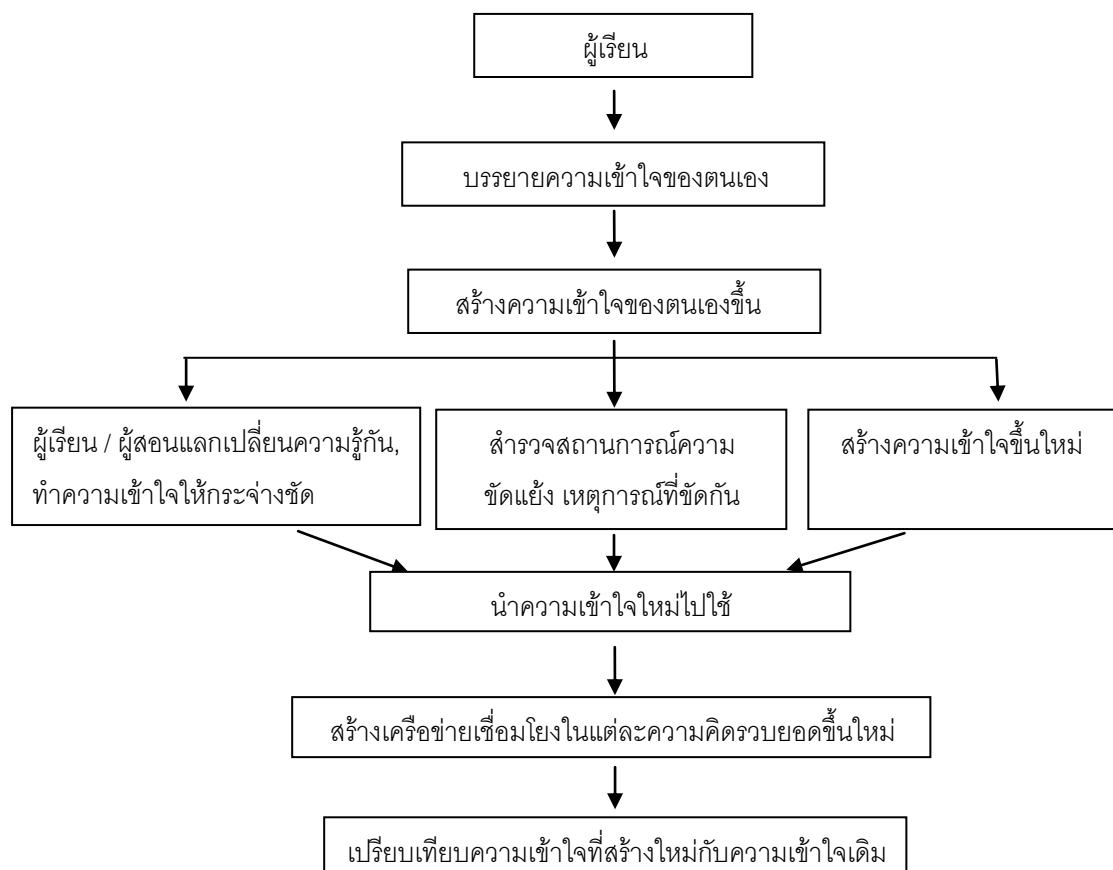 ผู้เรียน
บรรยายความเข้าใจของตนเอง
สร้างความเข้าใจของตนเองขึ้น
ผู้เรียน / ผู้สอนแลกเปลี่ยนความรู้กัน,
ทำความเข้าใจให้กระจ่างชัด
สำรวจสถานการณ์ความ
ขัดแย้ง เหตุการณ์ที่ขัดกัน
สร้างความเข้าใจขึ้นใหม่
นำความเข้าใจใหม่ไปใช้
สร้างเครือข่ายเชื่อมโยงในแต่ละความคิดรวบยอดขึ้นใหม่
เปรียบเทียบความเข้าใจที่สร้างใหม่กับความเข้าใจเดิม